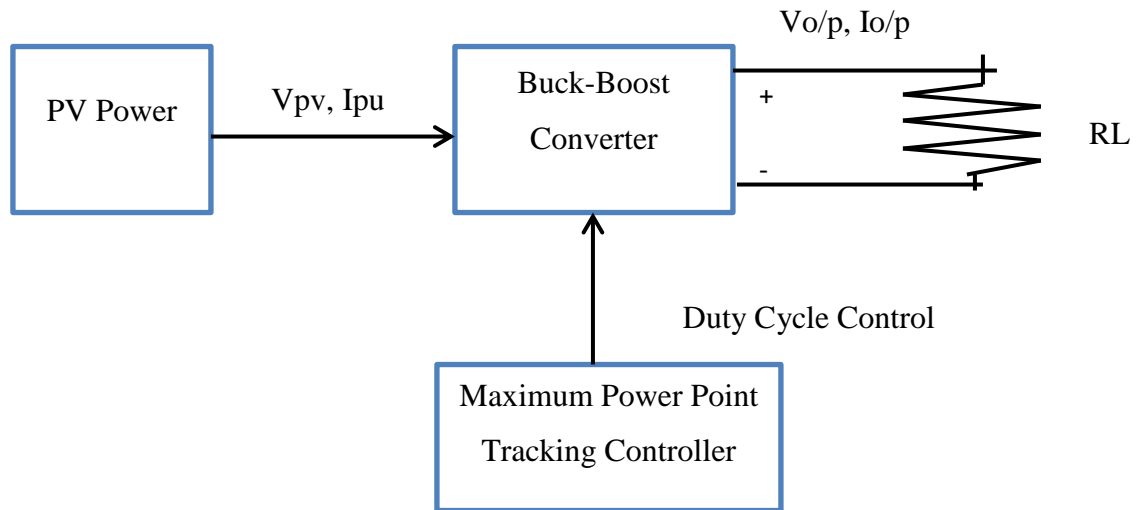 Vo/p, Io/p
PV Power
Vpv, Ipu
Buck-Boost
Converter
+
-
RL
Duty Cycle Control
Maximum Power Point
Tracking Controller